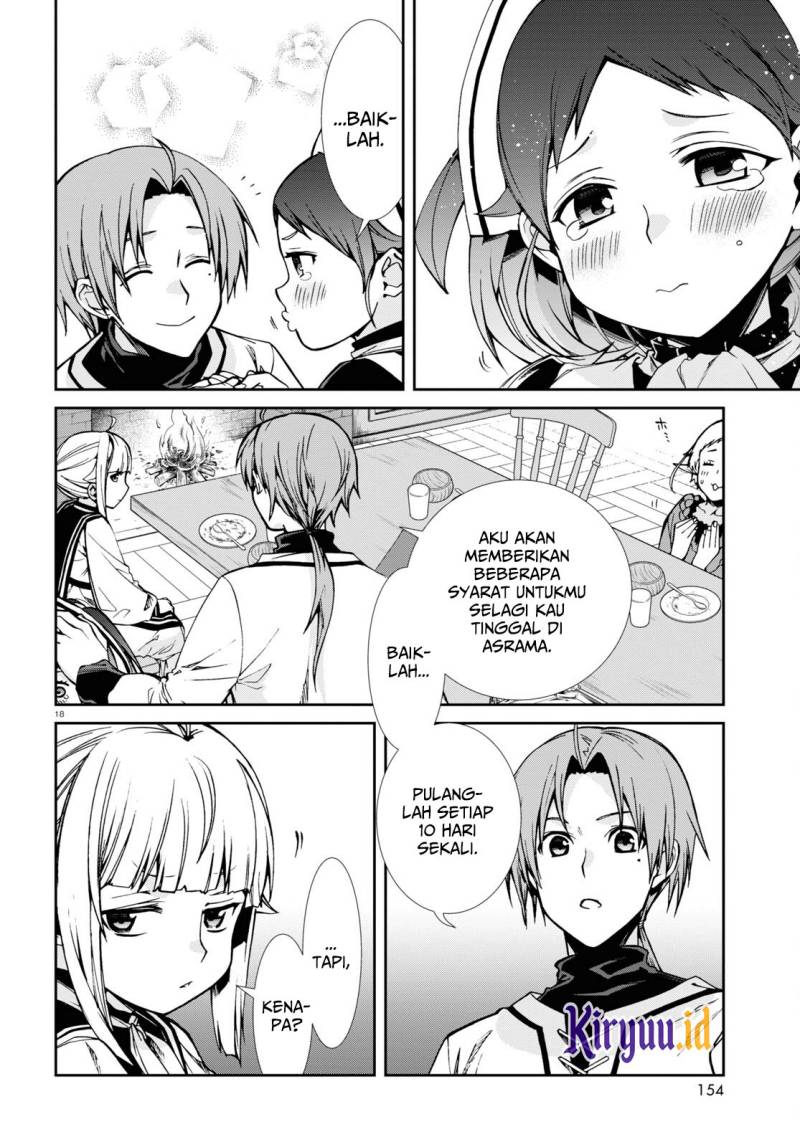 ...BAIK-
LAH.
ホ...
AKU AKAN
MEMBERIKAN
BEBERAPA
SYARAT UNTUKMU
SELAGI KAU
TINGGAL DI
ASRAMA.
BAIK-
LAH...
18
PULANG-
LAH SETIAP
10 HARI
SEKALI.
...
TAPI,
KENA-
PA?
Kiryuu.id
154